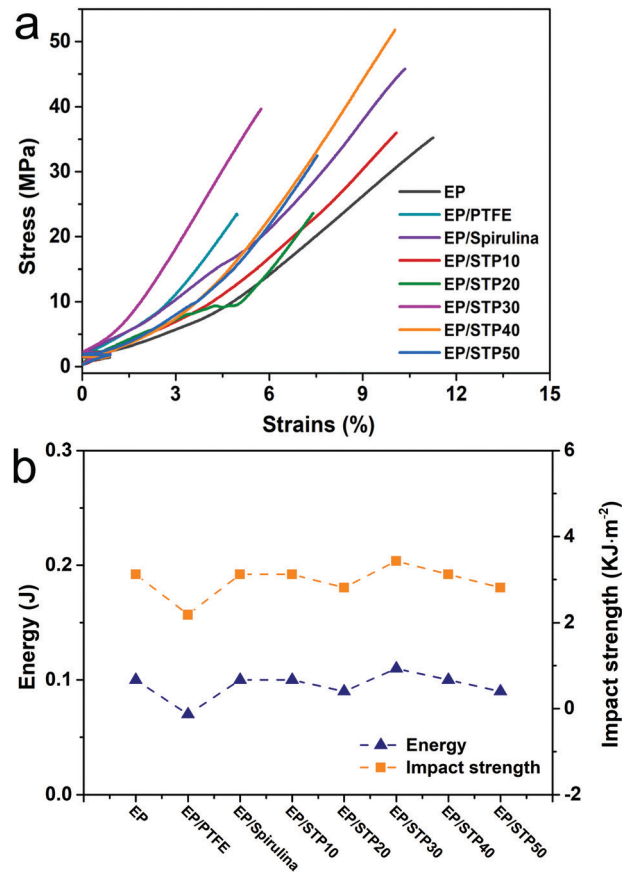 a
50
40
30
20
10
0
Stress (MPa)
EP
EP/PTFE
EP/Spirulina
EP/STP10
EP/STP20
EP/STP30
EP/STP40
EP/STP50
0 3 6 9 12 15
Strains (%)
b
0.3
0.2
0.1
0.0
Energy (J)
6
4
2
0
-2
Impact strength (KJ·m⁻²)
Energy
Impact strength
EP
EP/PTFE
EP/Spirulina
EP/STP10
EP/STP20
EP/STP30
EP/STP40
EP/STP50